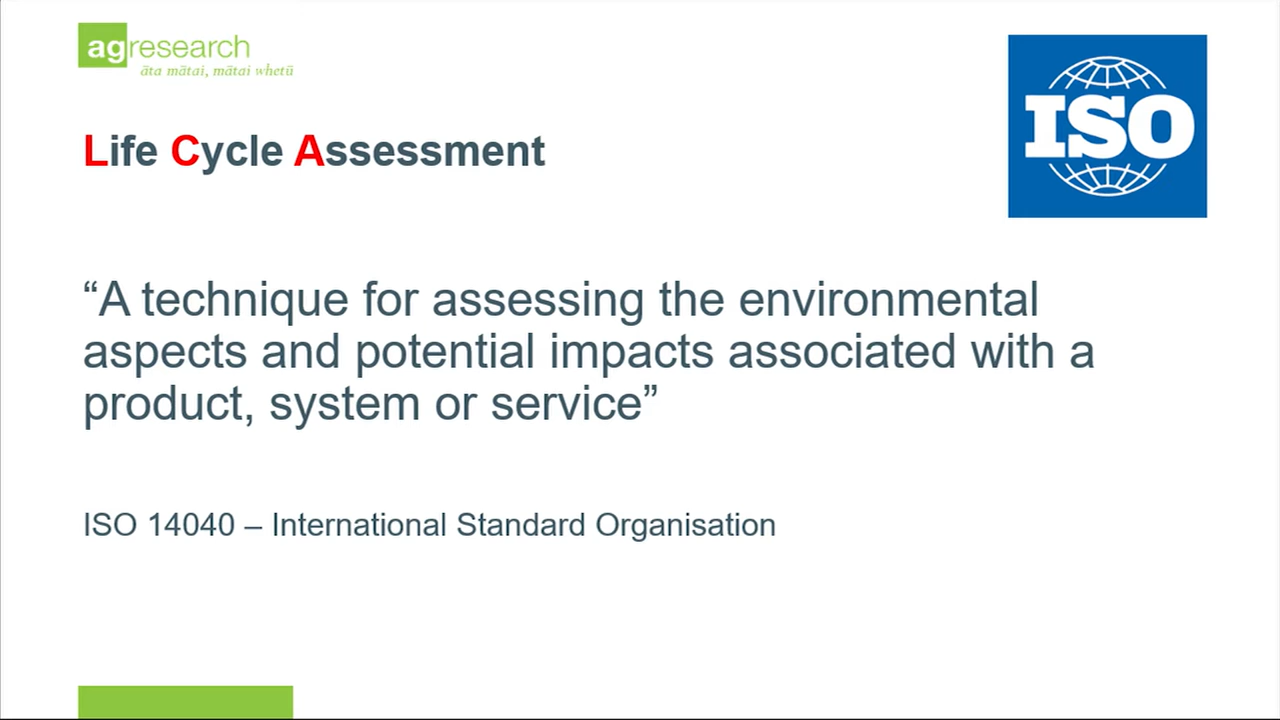 agresearch
āta mātai, mātai whetū
ISO
Life Cycle Assessment
“A technique for assessing the environmental
aspects and potential impacts associated with a
product, system or service”
ISO 14040 – International Standard Organisation